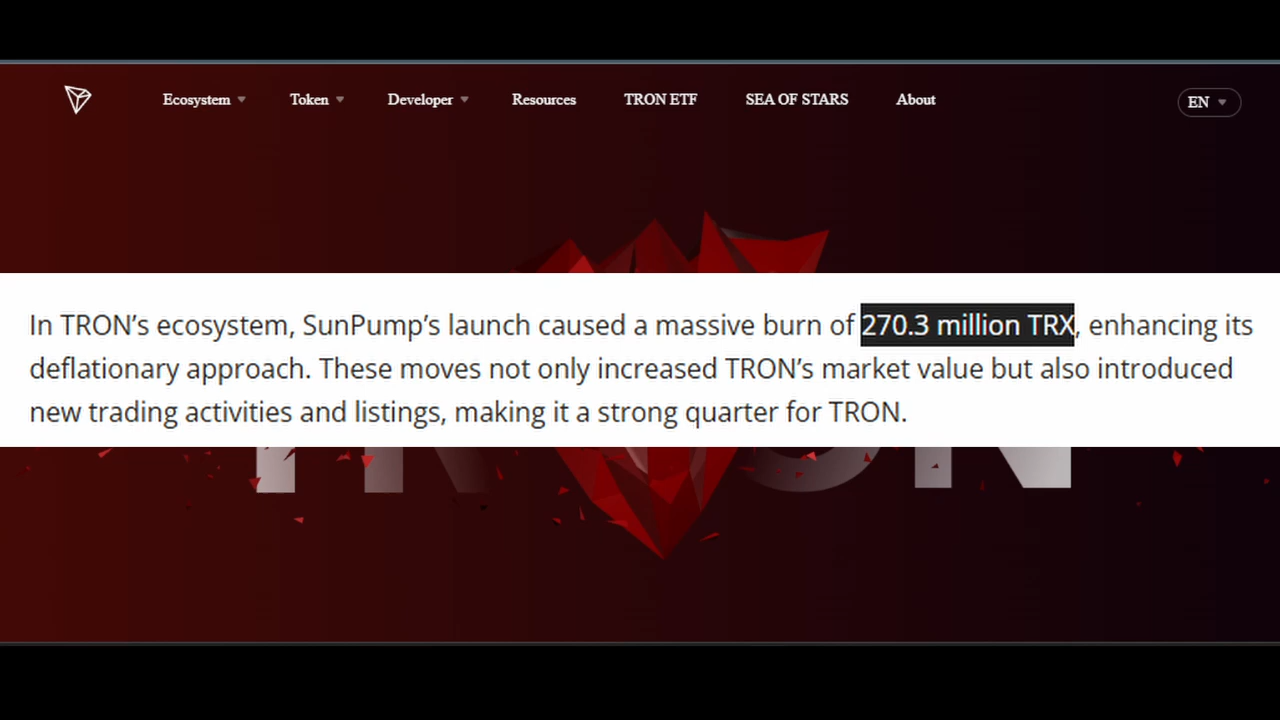 Ecosystem Token Developer Resources TRON ETF SEA OF STARS About EN
In TRON’s ecosystem, SunPump’s launch caused a massive burn of 270.3 million TRX, enhancing its
deflationary approach. These moves not only increased TRON’s market value but also introduced
new trading activities and listings, making it a strong quarter for TRON.